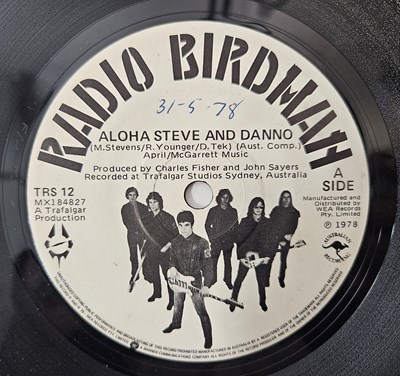 RADIO BIRDMAN
31-5-78
ALOHA STEVE AND DANNO
(M.Stevens/R.Younger/D.Tek) (Aust. Comp.)
April/McGarrett Music
Produced by Charles Fisher and John Sayers
Recorded at Trafalgar Studios Sydney, Australia
TRS 12
MX184827
A Trafalgar
Production
A
SIDE
Manufactured and
Distributed by
WEA Records
Pty. Limited
℗ 1978
AUSTRALIAN
RECORDING